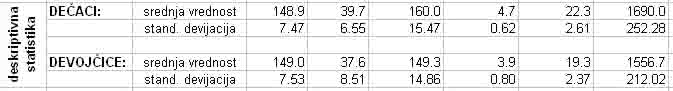 deskriptivna statistika
DEČACI: srednja vrednost 148.9 39.7 160.0 4.7 22.3 1690.0
stand. devijacija 7.47 6.55 15.47 0.62 2.61 252.28
DEVOJČICE: srednja vrednost 149.0 37.6 149.3 3.9 19.3 1556.7
stand. devijacija 7.53 8.51 14.86 0.80 2.37 212.02